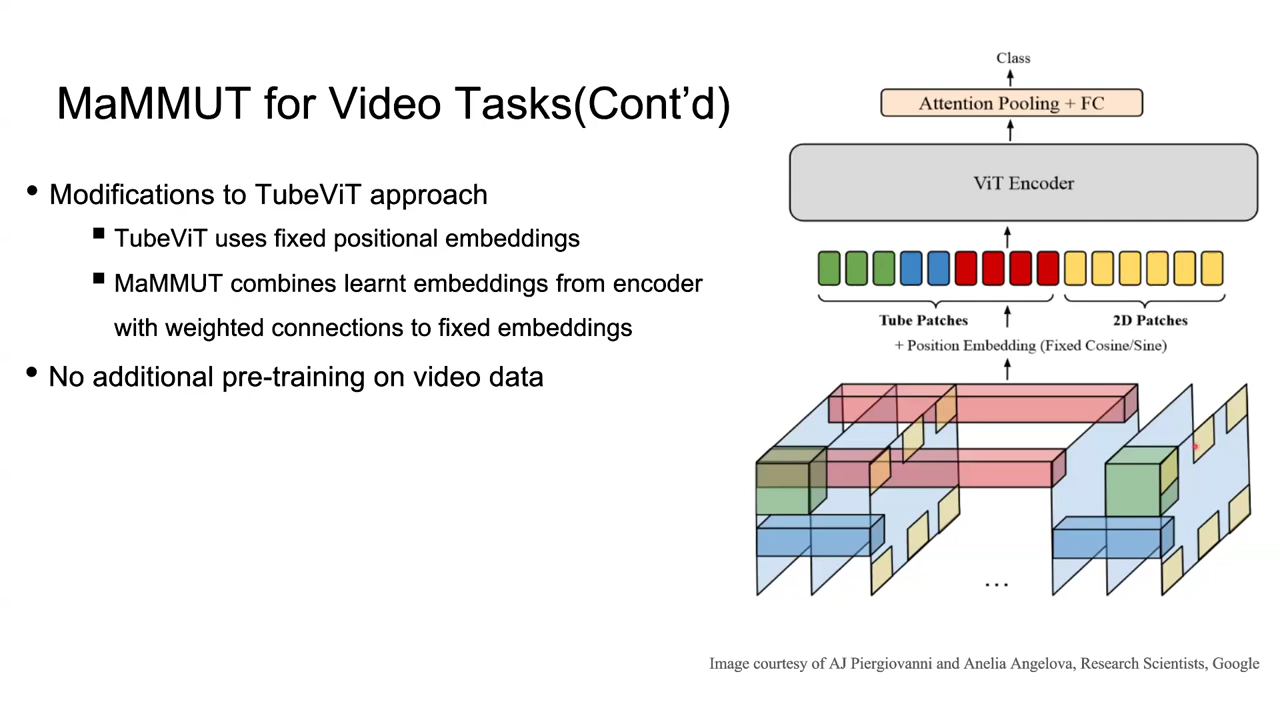 MaMMUT for Video Tasks(Cont’d)
• Modifications to TubeViT approach
▪ TubeViT uses fixed positional embeddings
▪ MaMMUT combines learnt embeddings from encoder
with weighted connections to fixed embeddings
• No additional pre-training on video data
Class
Attention Pooling + FC
ViT Encoder
Tube Patches
2D Patches
+ Position Embedding (Fixed Cosine/Sine)
...
Image courtesy of AJ Piergiovanni and Anelia Angelova, Research Scientists, Google